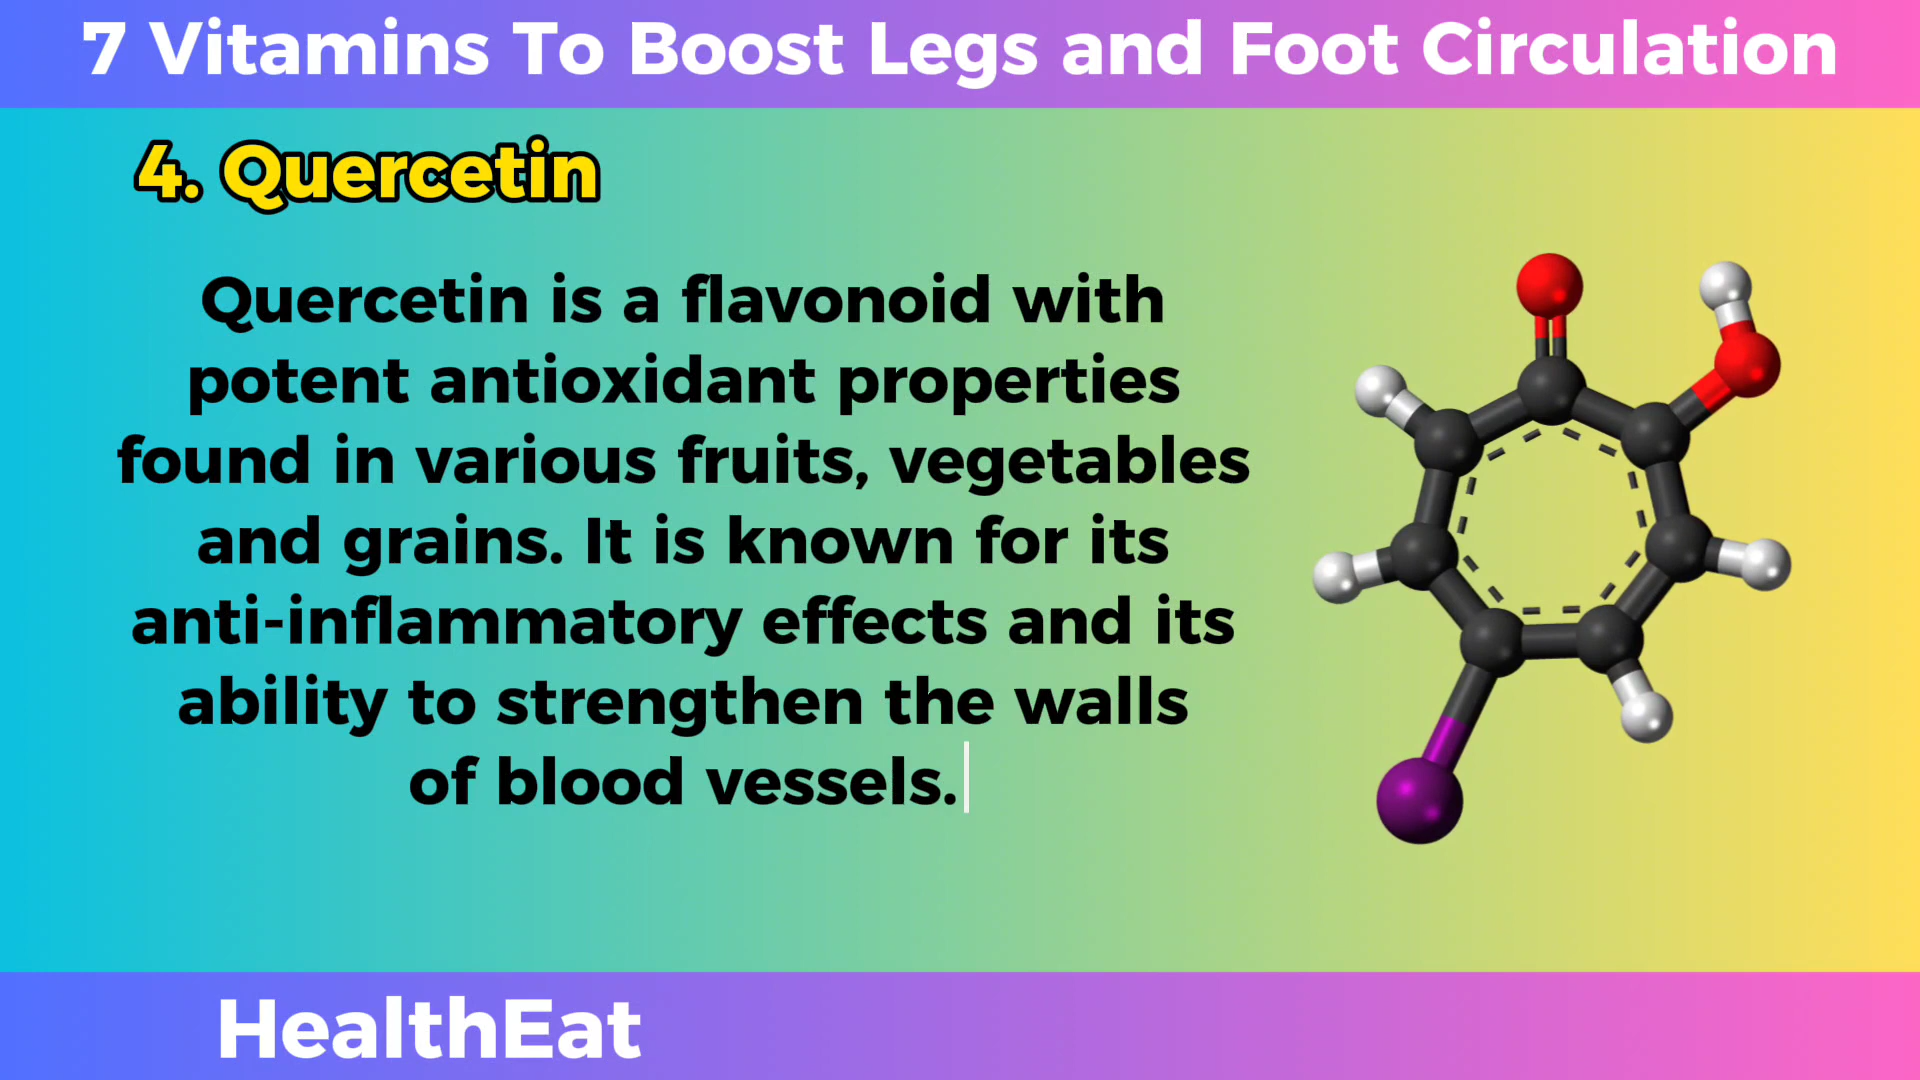 7 Vitamins To Boost Legs and Foot Circulation
4. Quercetin
Quercetin is a flavonoid with
potent antioxidant properties
found in various fruits, vegetables
and grains. It is known for its
anti-inflammatory effects and its
ability to strengthen the walls
of blood vessels.
HealthEat